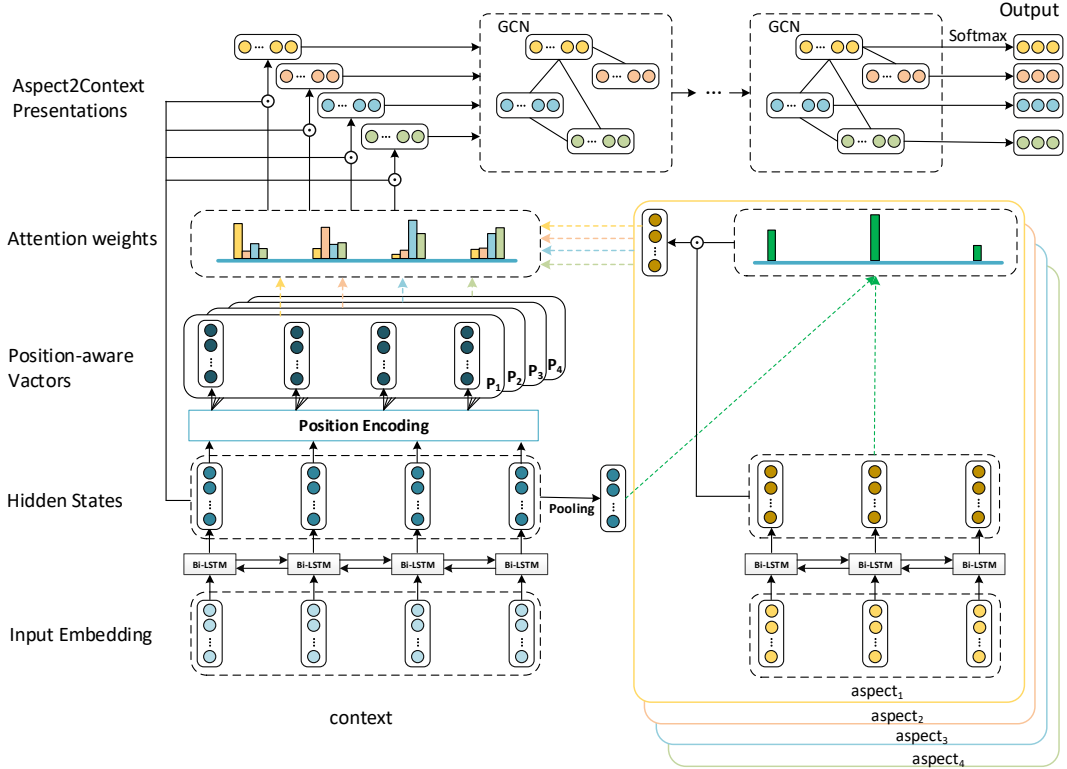 Output
GCN
GCN
Softmax
Aspect2Context
Presentations
...
Attention weights
Position-aware
Vactors
P1
P2
P3
P4
Position Encoding
Hidden States
Pooling
Bi-LSTM
Bi-LSTM
Bi-LSTM
Bi-LSTM
Bi-LSTM
Bi-LSTM
Bi-LSTM
Input Embedding
context
aspect1
aspect2
aspect3
aspect4